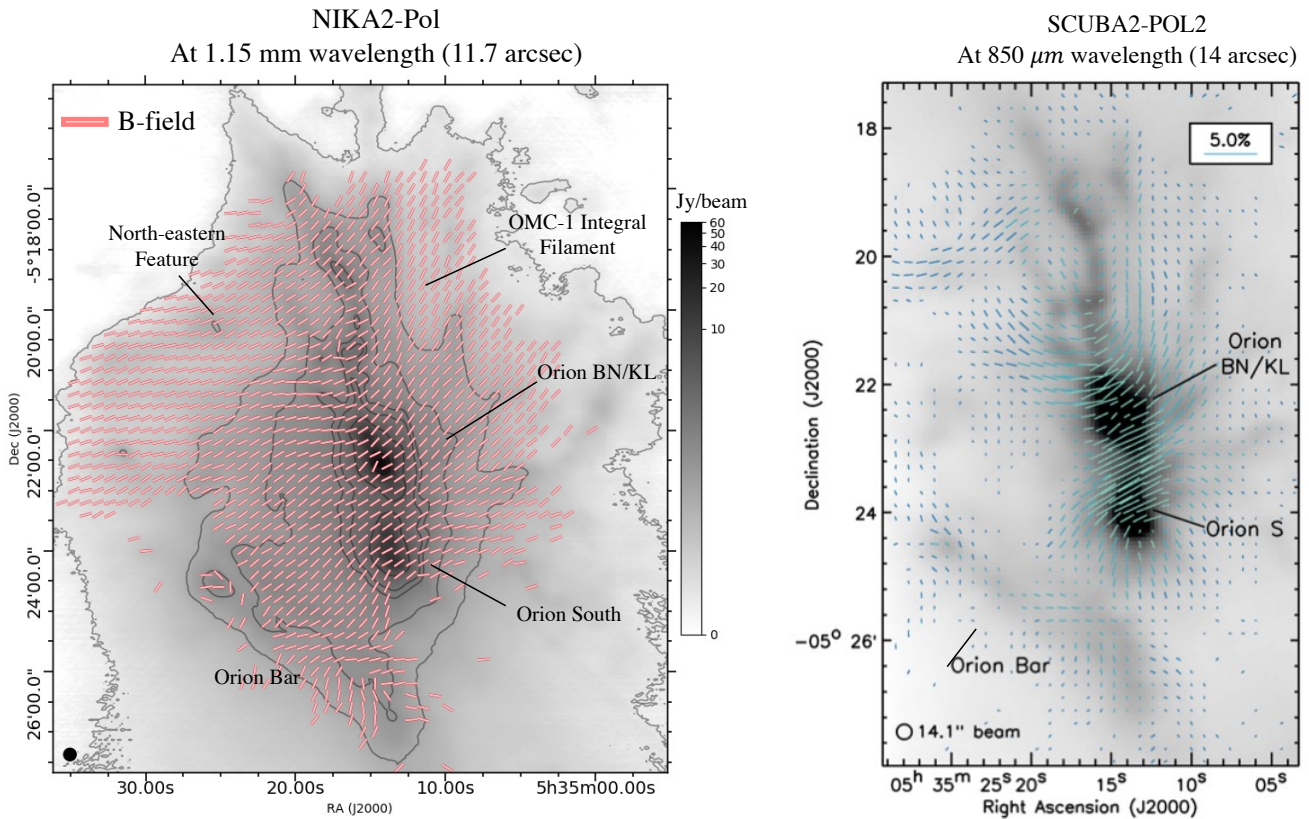 NIKA2-Pol
At 1.15 mm wavelength (11.7 arcsec)
B-field
North-eastern
Feature
OMC-1 Integral
Filament
Orion BN/KL
Orion South
Orion Bar
Jy/beam
60
50
40
30
20
10
0
Dec (J2000)
-5°18'00.0"
20'00.0"
22'00.0"
24'00.0"
26'00.0"
30.00s
20.00s
10.00s
5h35m00.00s
RA (J2000)
SCUBA2-POL2
At 850 μm wavelength (14 arcsec)
5.0%
Orion
BN/KL
Orion S
Orion Bar
14.1" beam
Declination (J2000)
18'
20'
22'
24'
−05° 26'
05h 35m 25s 20s 15s 10s 05s
Right Ascension (J2000)